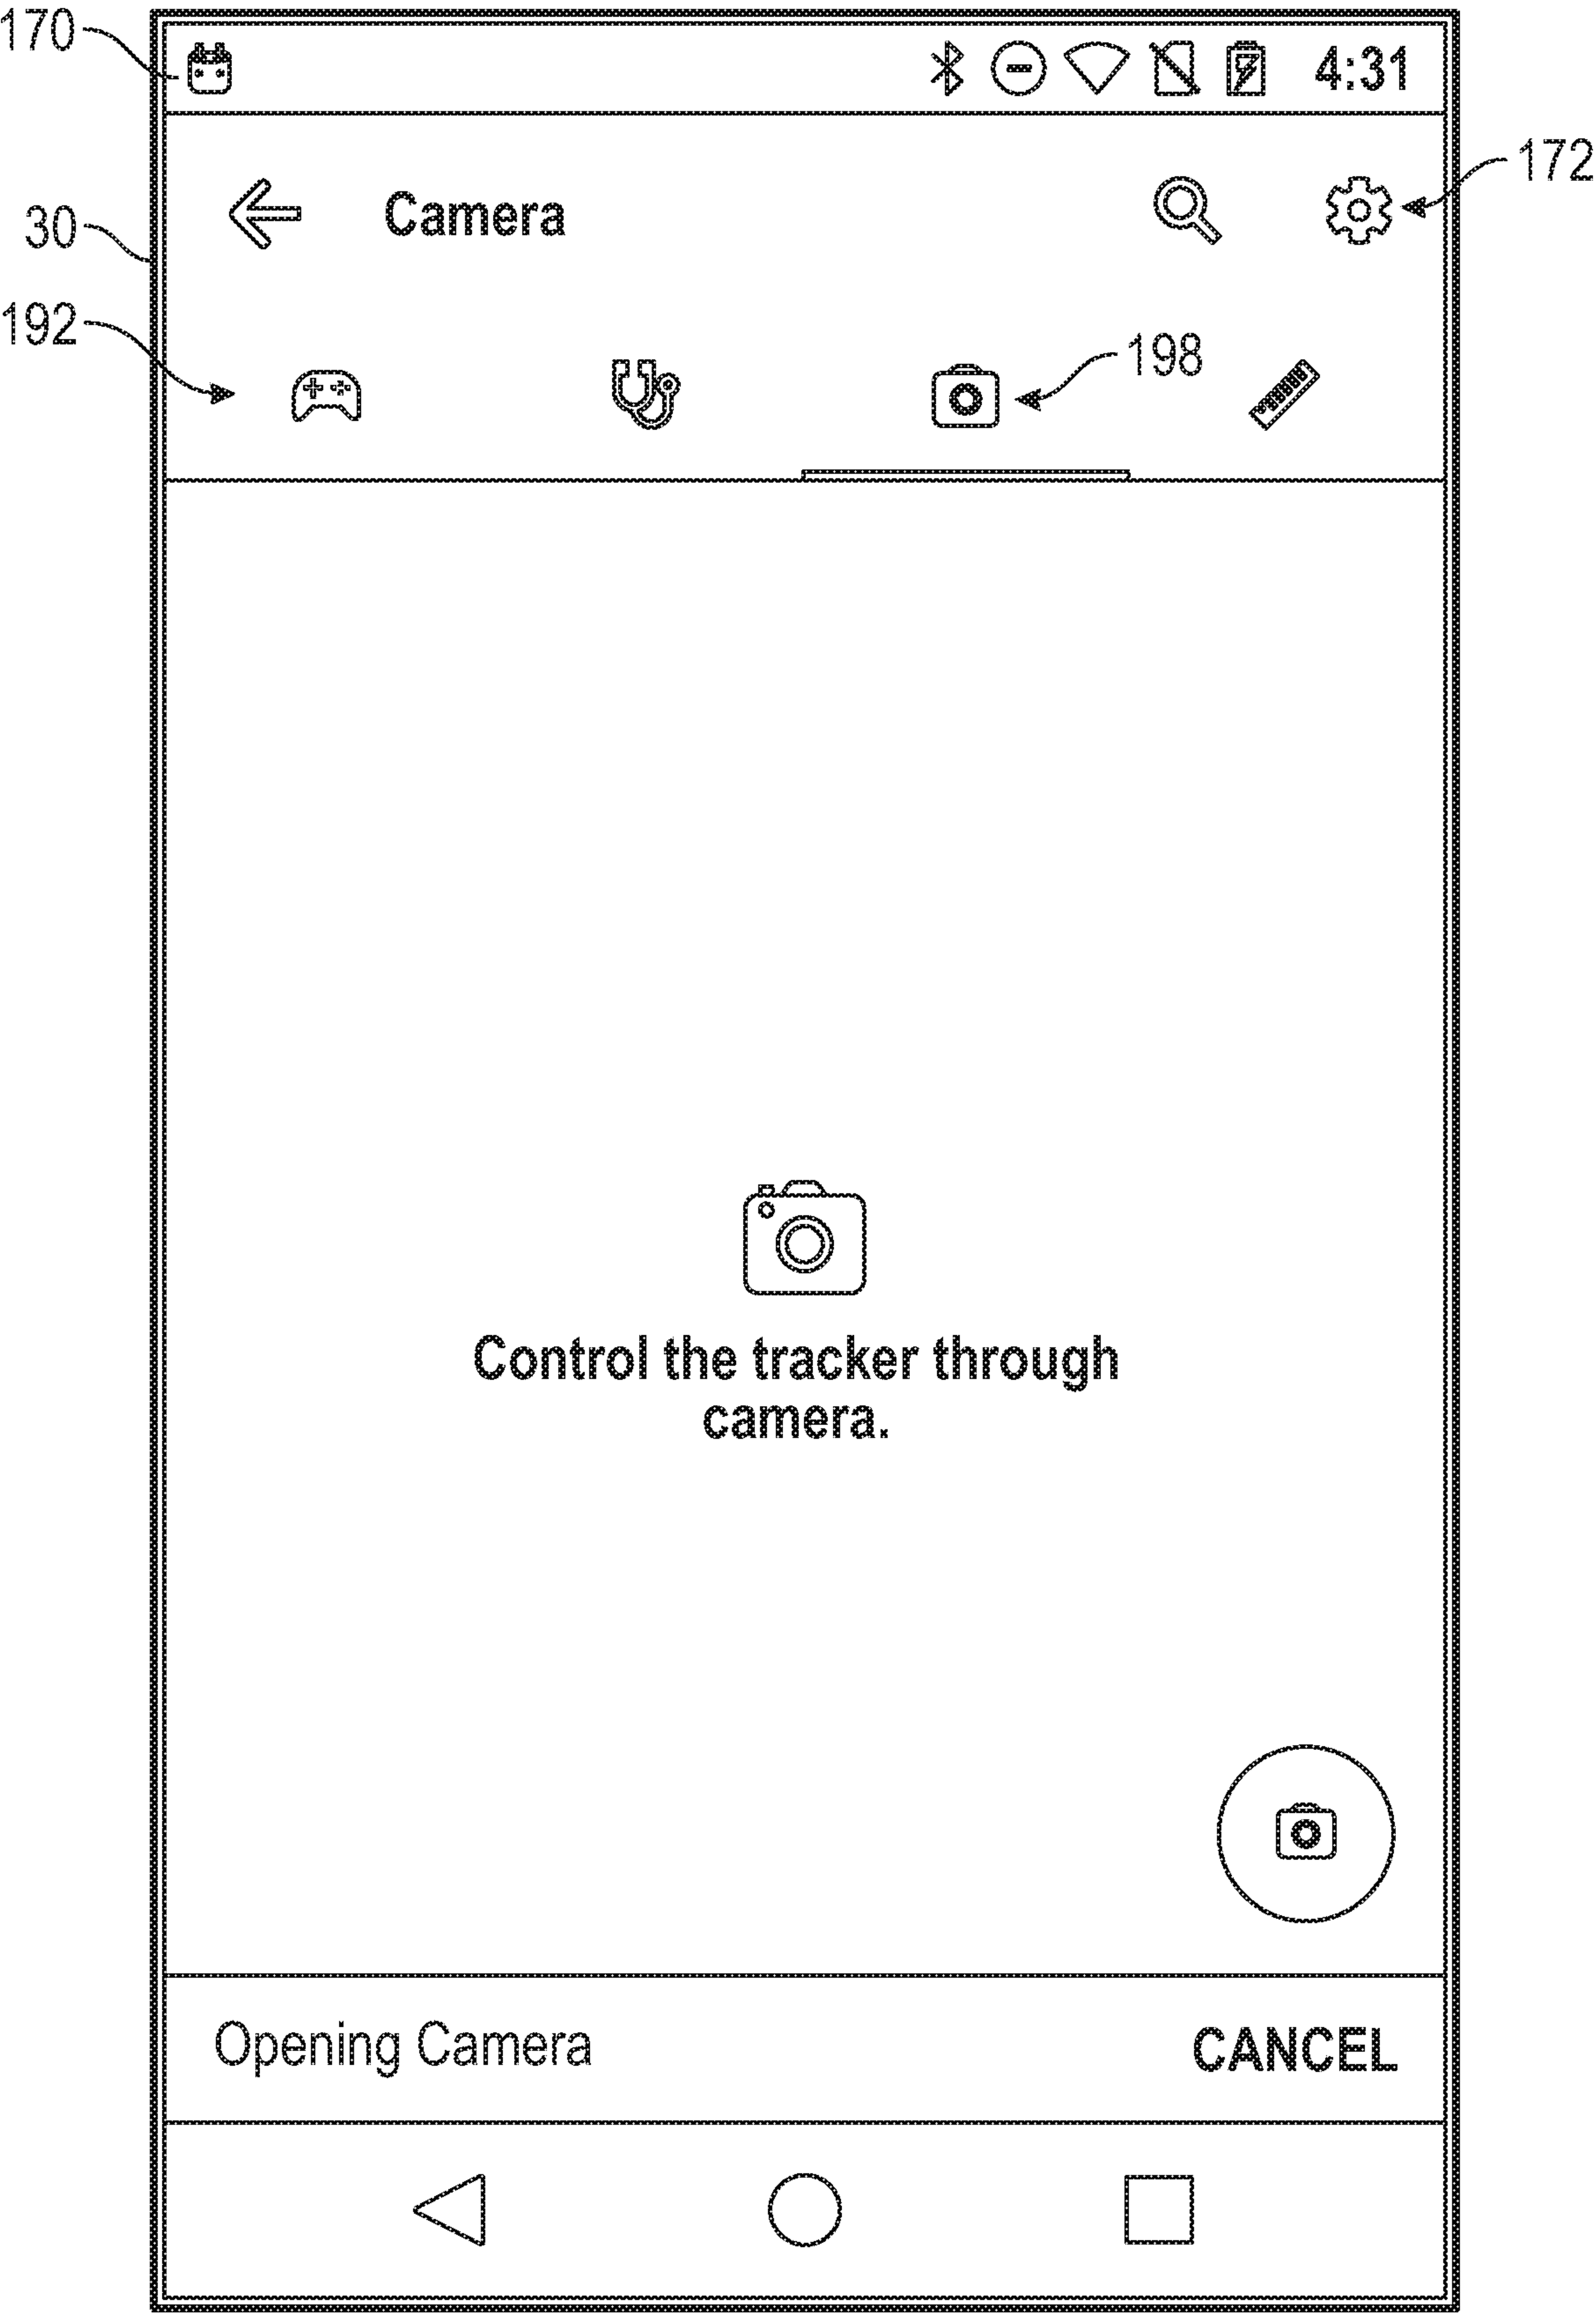 170
4:31
172
30
Camera
192
198
Control the tracker through
camera.
Opening Camera
CANCEL